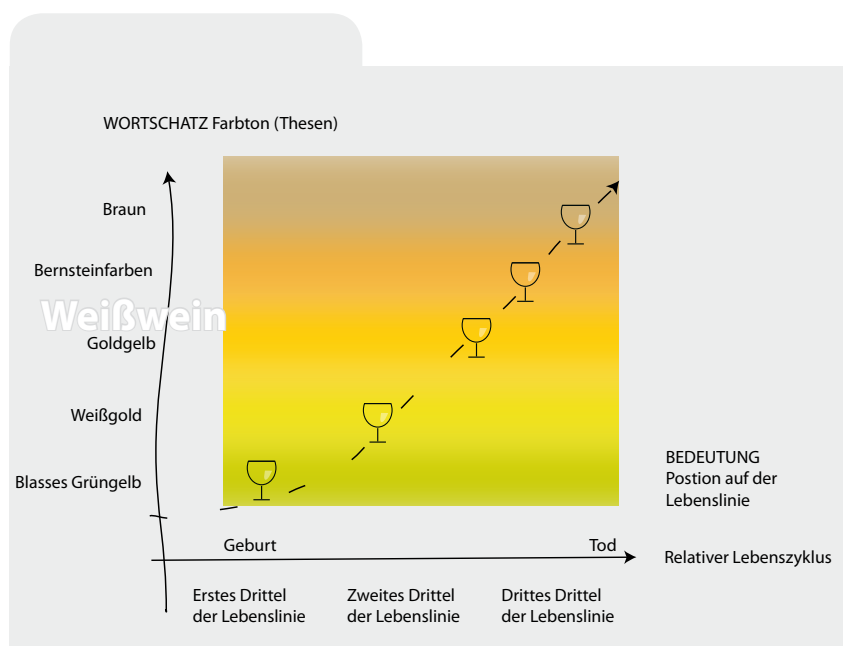 WORTSCHATZ Farbton (Thesen)
Braun
Bernsteinfarben
Weißwein
Goldgelb
Weißgold
Blasses Grüngelb
BEDEUTUNG
Postion auf der
Lebenslinie
Geburt
Tod
Relativer Lebenszyklus
Erstes Drittel
der Lebenslinie
Zweites Drittel
der Lebenslinie
Drittes Drittel
der Lebenslinie